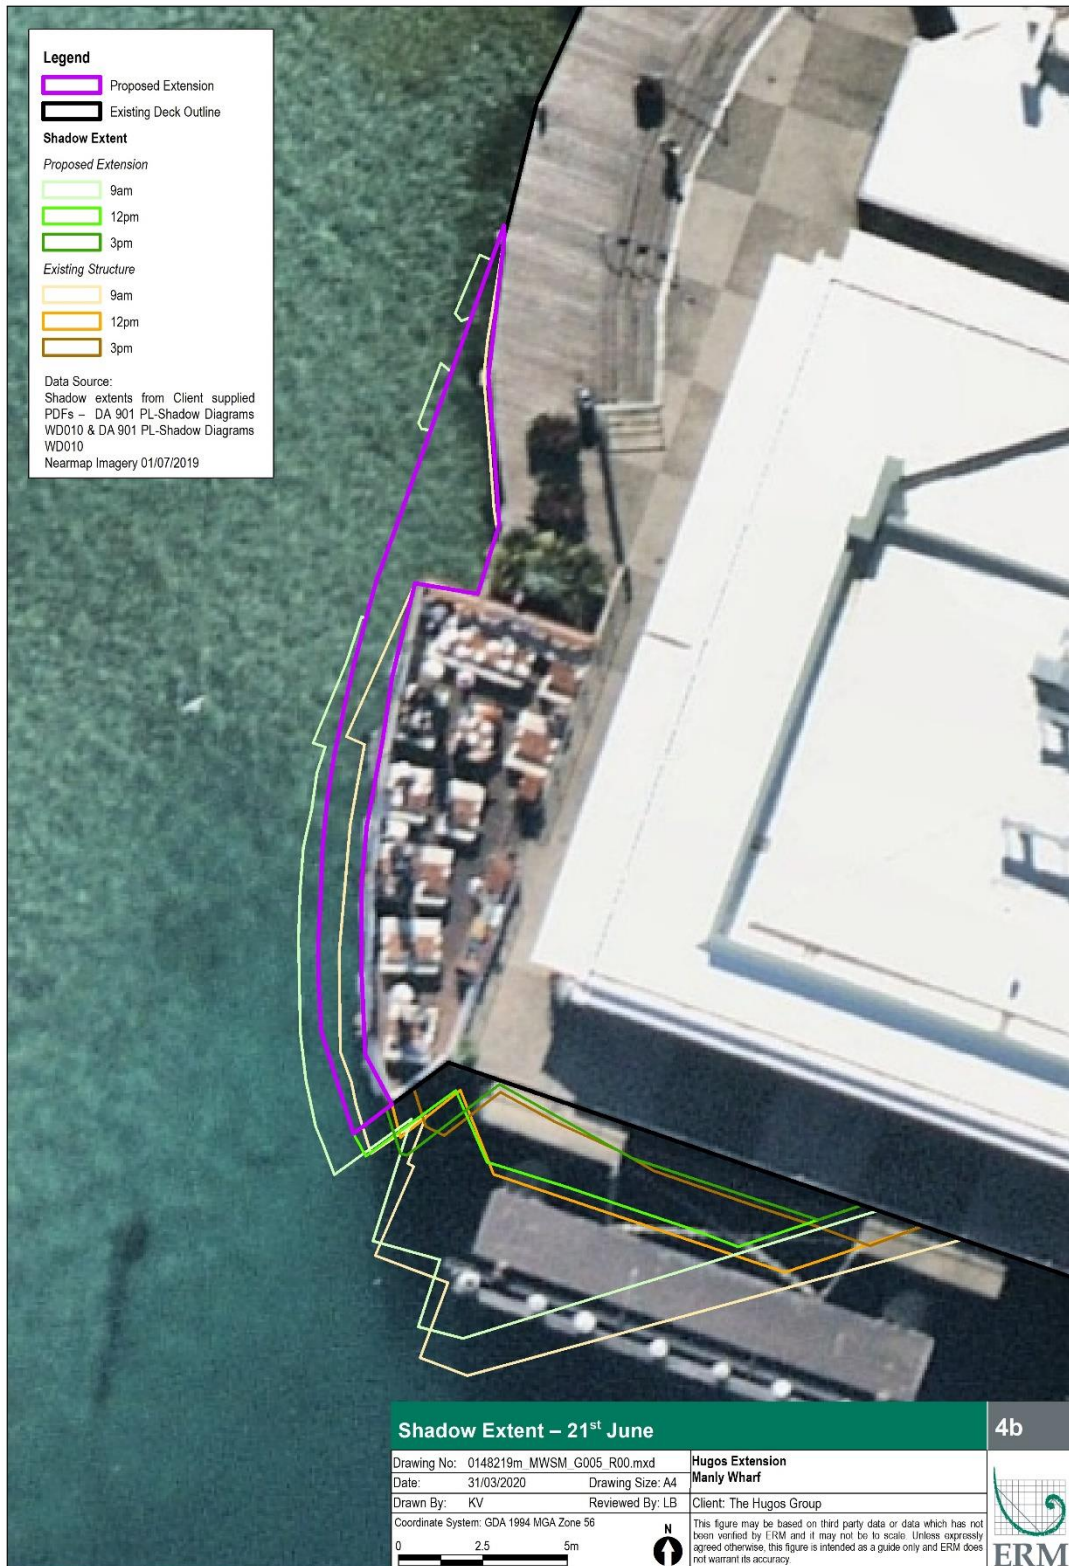 Legend
Proposed Extension
Existing Deck Outline
Shadow Extent
Proposed Extension
9am
12pm
3pm
Existing Structure
9am
12pm
3pm
Data Source:
Shadow extents from Client supplied
PDFs – DA 901 PL-Shadow Diagrams
WD010 & DA 901 PL-Shadow Diagrams
WD010
Nearmap Imagery 01/07/2019
Shadow Extent – 21st June
4b
Drawing No: 0148219m_MWSM_G005_R00.mxd
Date: 31/03/2020 Drawing Size: A4
Drawn By: KV Reviewed By: LB
Coordinate System: GDA 1994 MGA Zone 56
N
0 2.5 5m
Hugos Extension
Manly Wharf
Client: The Hugos Group
This figure may be based on third party data or data which has not
been verified by ERM and it may not be to scale. Unless expressly
agreed otherwise, this figure is intended as a guide only and ERM does
not warrant its accuracy.
ERM